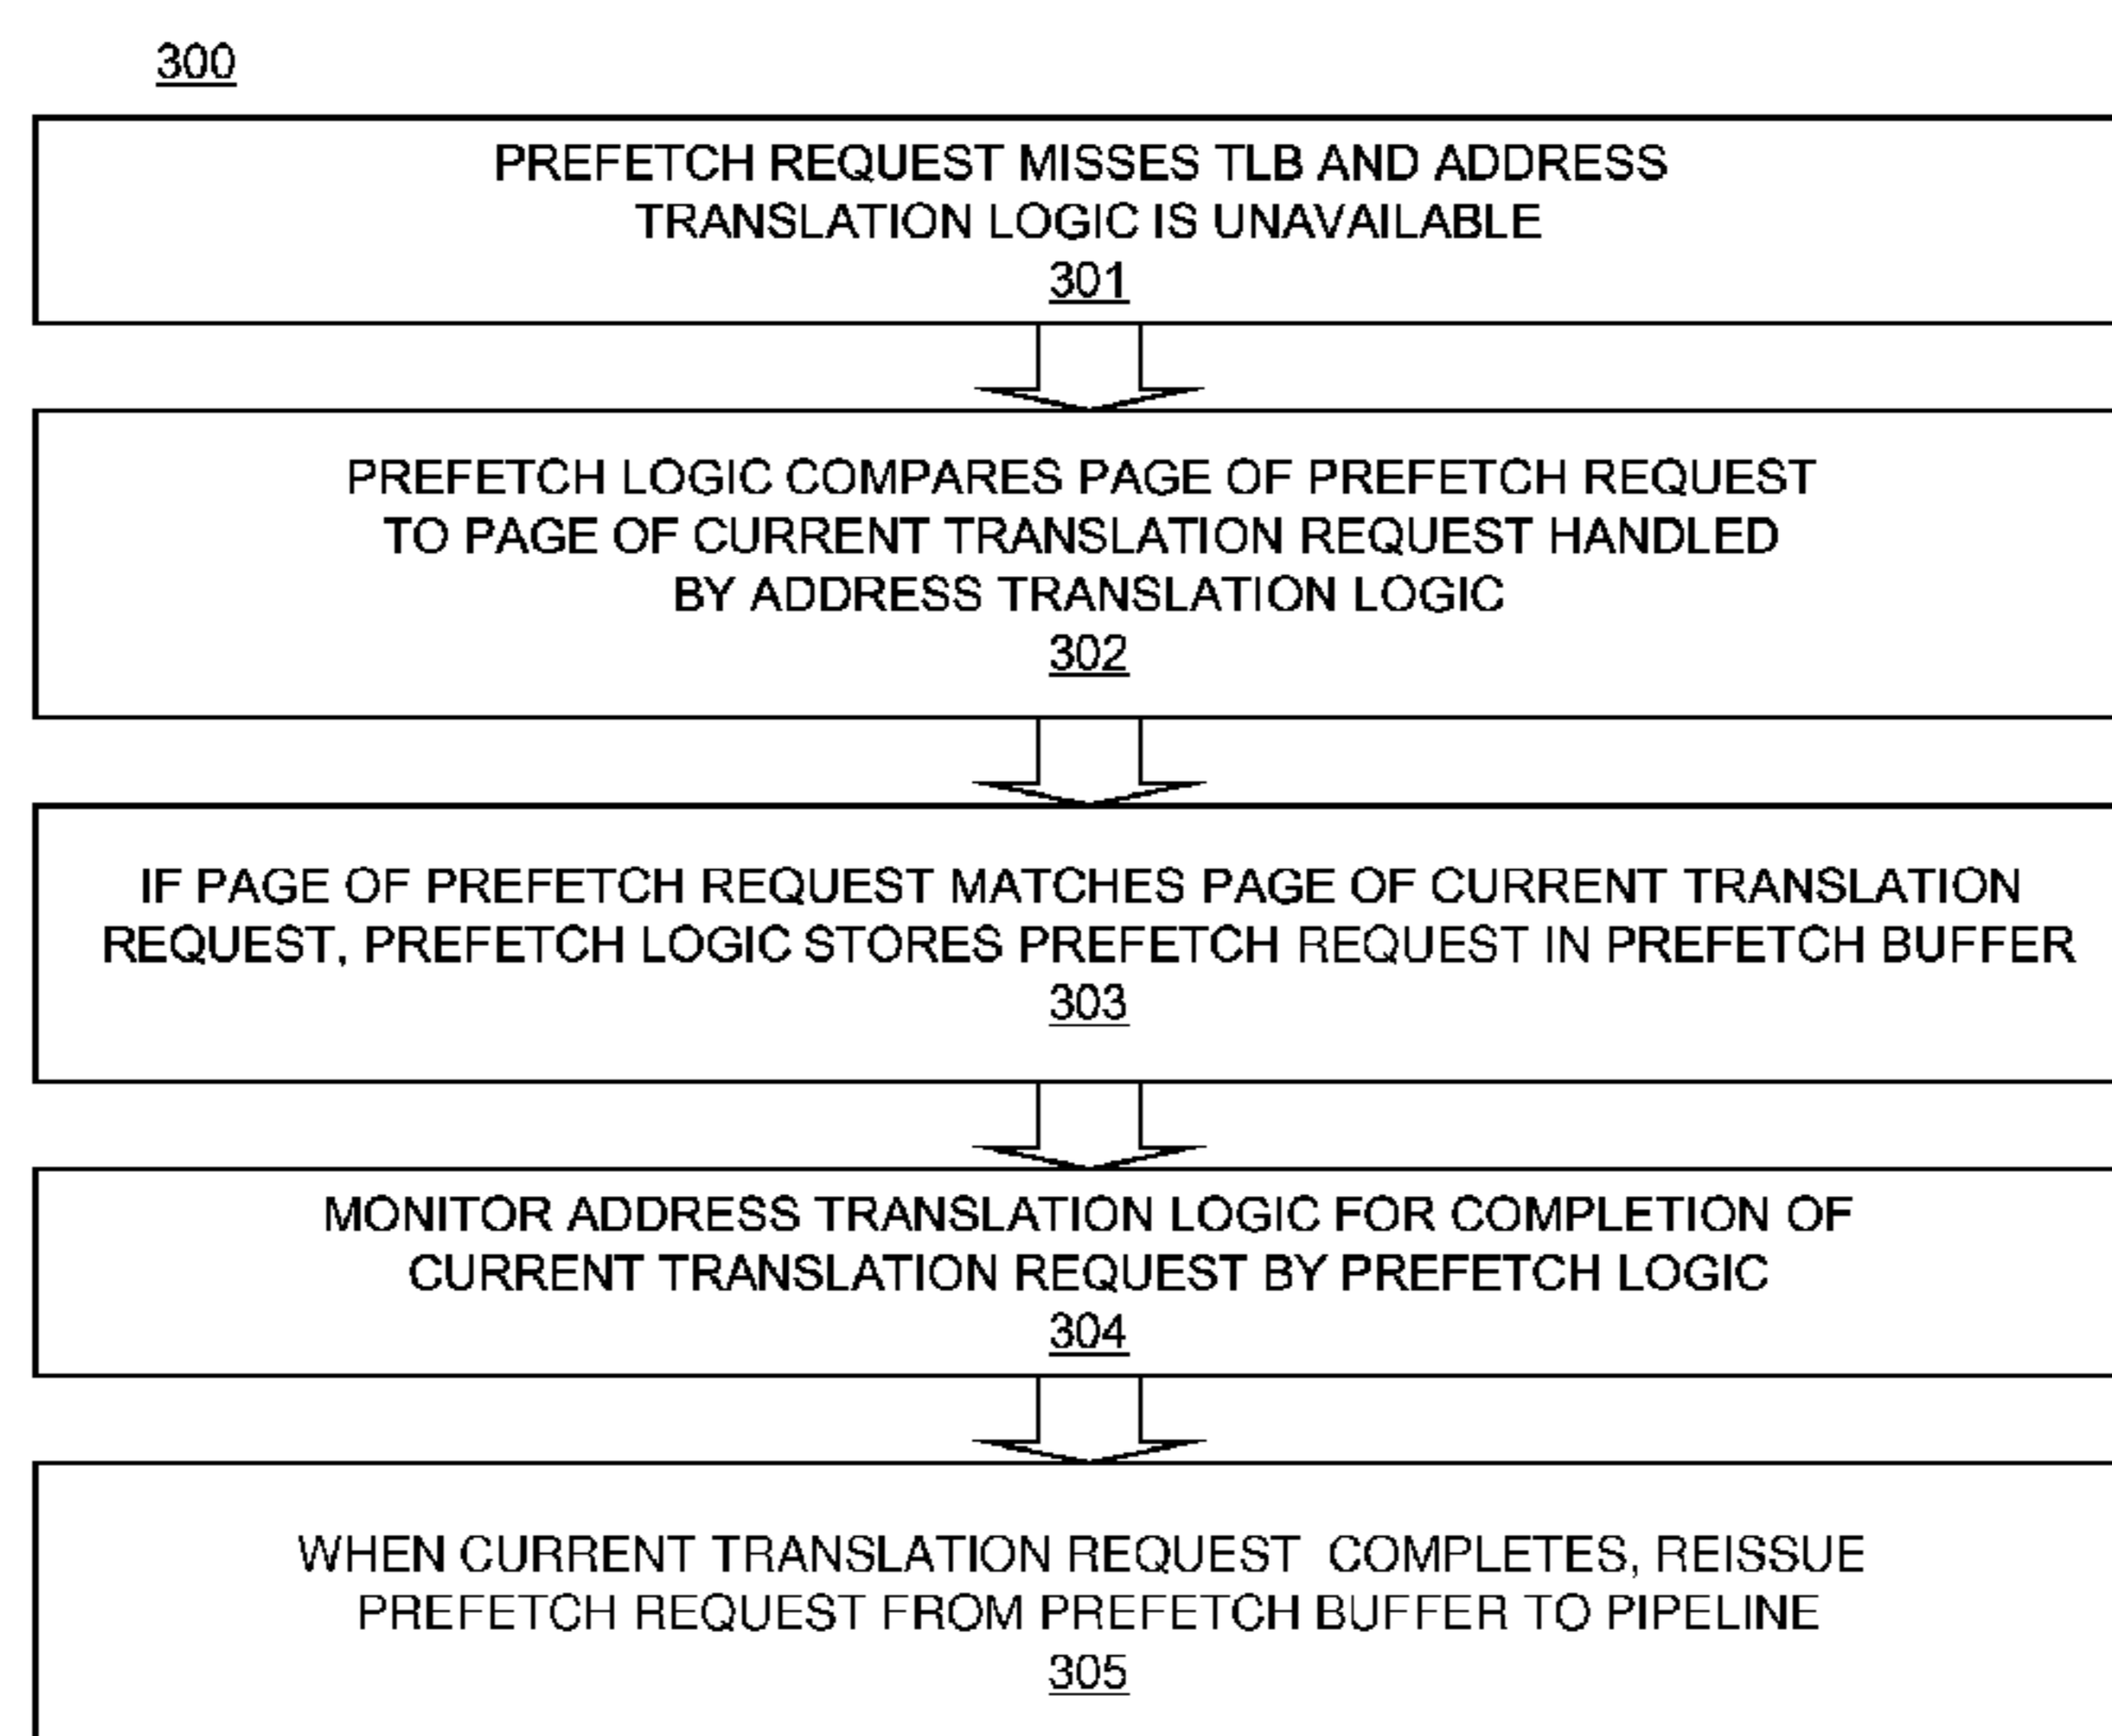 300
PREFETCH REQUEST MISSES TLB AND ADDRESS
TRANSLATION LOGIC IS UNAVAILABLE
301
PREFETCH LOGIC COMPARES PAGE OF PREFETCH REQUEST
TO PAGE OF CURRENT TRANSLATION REQUEST HANDLED
BY ADDRESS TRANSLATION LOGIC
302
IF PAGE OF PREFETCH REQUEST MATCHES PAGE OF CURRENT TRANSLATION
REQUEST, PREFETCH LOGIC STORES PREFETCH REQUEST IN PREFETCH BUFFER
303
MONITOR ADDRESS TRANSLATION LOGIC FOR COMPLETION OF
CURRENT TRANSLATION REQUEST BY PREFETCH LOGIC
304
WHEN CURRENT TRANSLATION REQUEST COMPLETES, REISSUE
PREFETCH REQUEST FROM PREFETCH BUFFER TO PIPELINE
305